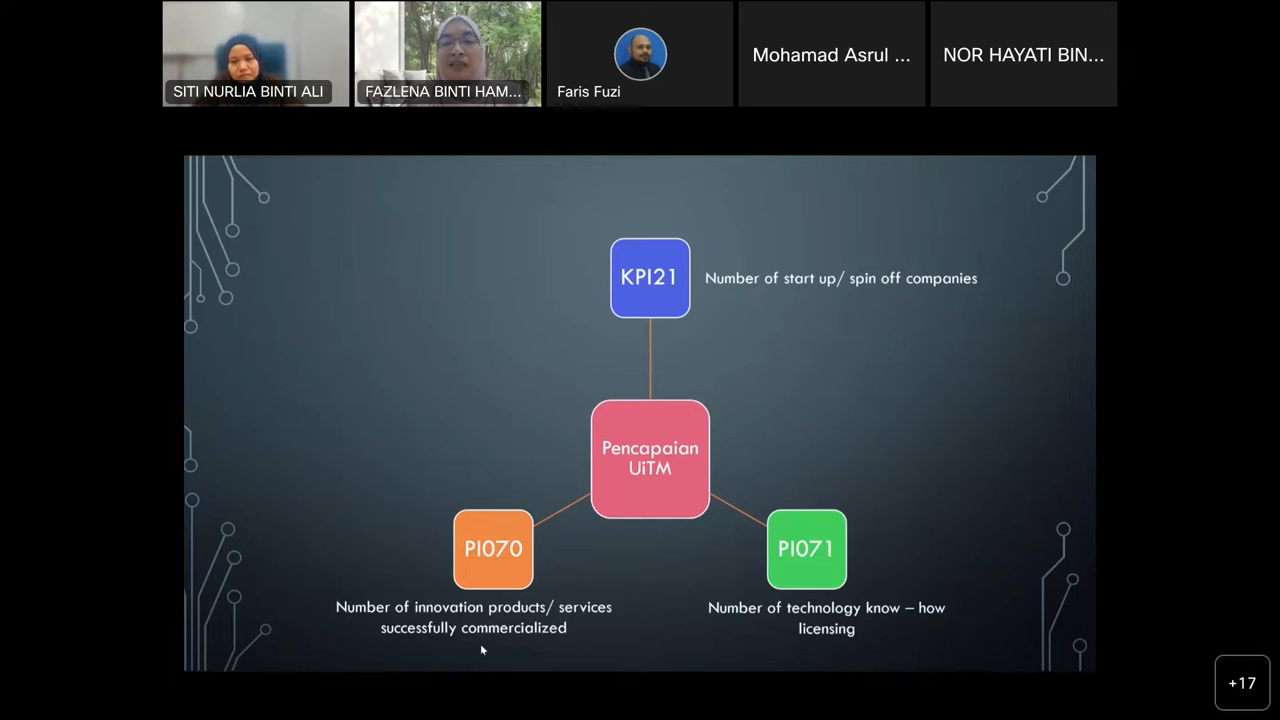 SITI NURLIA BINTI ALI
FAZLENA BINTI HAM...
Faris Fuzi
Mohamad Asrul ...
NOR HAYATI BIN...
KPI21
Number of start up/ spin off companies
Pencapaian
UiTM
PI070
PI071
Number of innovation products/ services
successfully commercialized
Number of technology know – how
licensing
+17